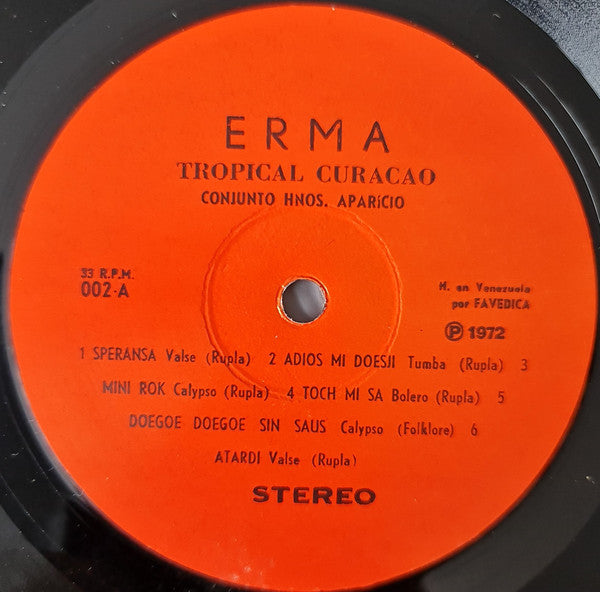 ERMA
TROPICAL CURACAO
CONJUNTO HNOS. APARÍCIO
33 R.P.M.
002-A
H. en Venezuela
por FAVEDICA
Ⓟ 1972
1 SPERANSA Valse (Rupla) 2 ADIOS MI DOESJI Tumba (Rupla) 3
MINI ROK Calypso (Rupla) 4 TOCH MI SA Bolero (Rupla) 5
DOEGOE DOEGOE SIN SAUS Calypso (Folklore) 6
ATARDI Valse (Rupla)
STEREO